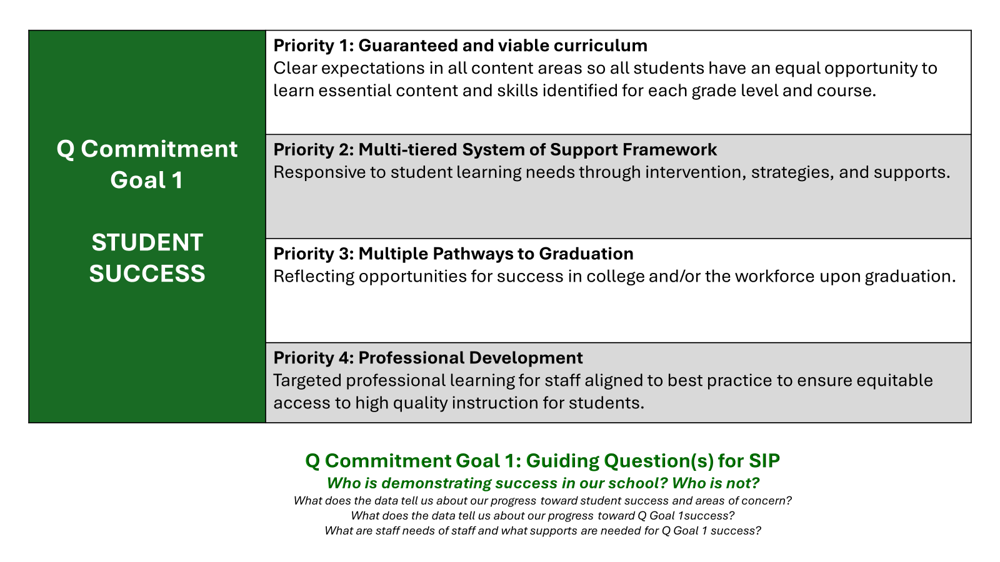 Q Commitment
Goal 1
STUDENT
SUCCESS
Priority 1: Guaranteed and viable curriculum
Clear expectations in all content areas so all students have an equal opportunity to
learn essential content and skills identified for each grade level and course.
Priority 2: Multi-tiered System of Support Framework
Responsive to student learning needs through intervention, strategies, and supports.
Priority 3: Multiple Pathways to Graduation
Reflecting opportunities for success in college and/or the workforce upon graduation.
Priority 4: Professional Development
Targeted professional learning for staff aligned to best practice to ensure equitable
access to high quality instruction for students.
Q Commitment Goal 1: Guiding Question(s) for SIP
Who is demonstrating success in our school? Who is not?
What does the data tell us about our progress toward student success and areas of concern?
What does the data tell us about our progress toward Q Goal 1success?
What are staff needs of staff and what supports are needed for Q Goal 1 success?